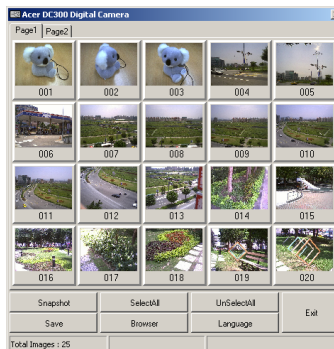 Acer DC300 Digital Camera
Page1 Page2
001 002 003 004 005
006 007 008 009 010
011 012 013 014 015
016 017 018 019 020
Snapshot SelectAll UnSelectAll Exit
Save Browser Language
Total Images : 25